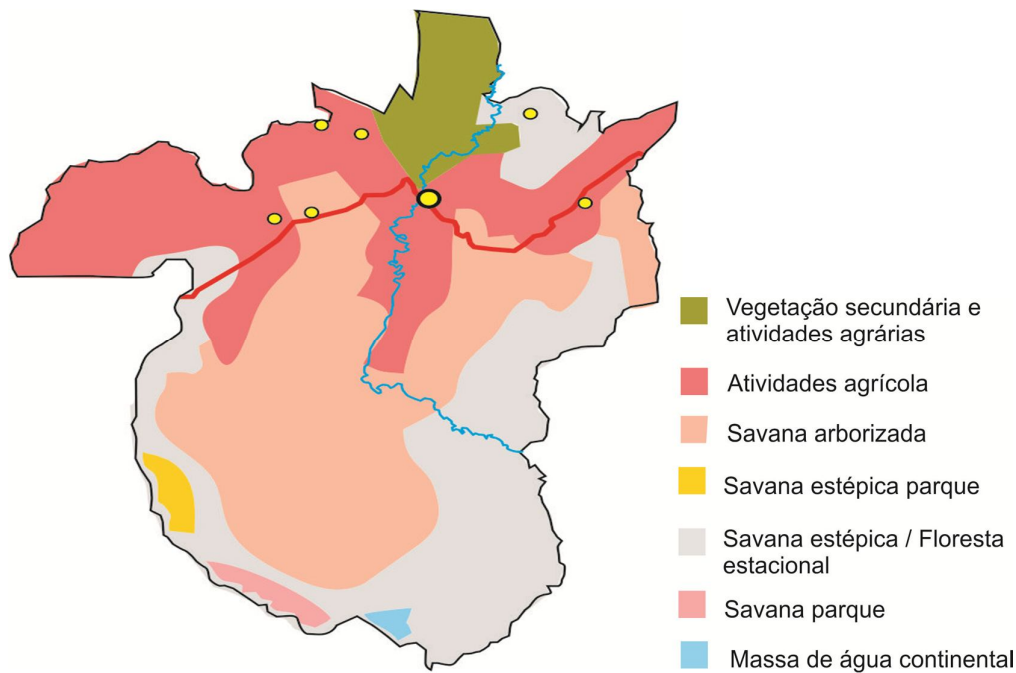 Vegetação secundária e
atividades agrárias
Atividades agrícola
Savana arborizada
Savana estépica parque
Savana estépica / Floresta
estacional
Savana parque
Massa de água continental